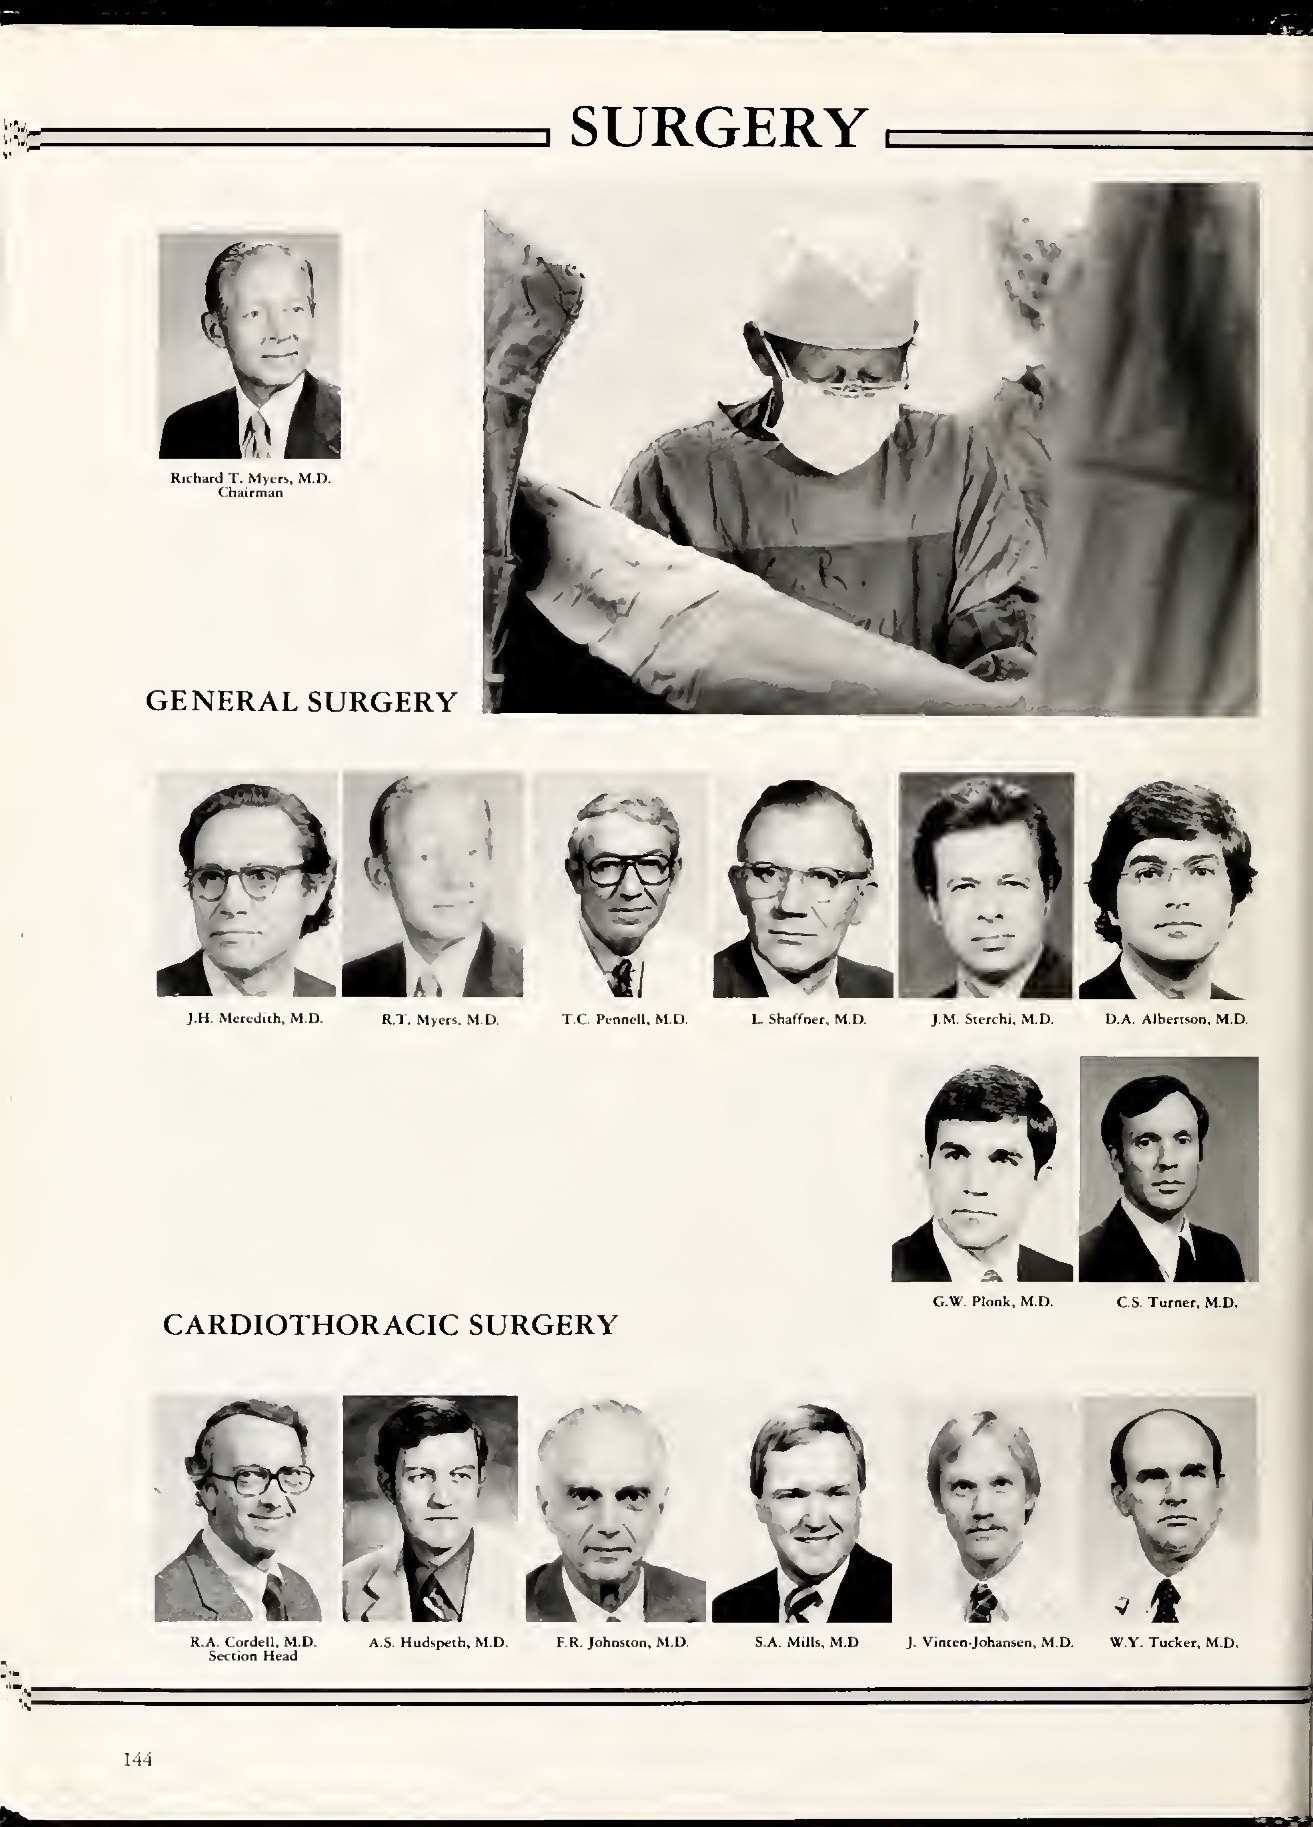 SURGERY
Richard T. Myers, M.D.
Chairman
GENERAL SURGERY
J.H. Meredith, M.D.
R.T. Myers, M.D.
T.C. Pennell, M.D.
L. Shaffner, M.D.
J.M. Sterchi, M.D.
D.A. Albertson, M.D.
G.W. Plonk, M.D.
C.S. Turner, M.D.
CARDIOTHORACIC SURGERY
R.A. Cordell, M.D.
Section Head
A.S. Hudspeth, M.D.
F.R. Johnston, M.D.
S.A. Mills, M.D
J. Vinten-Johansen, M.D.
W.Y. Tucker, M.D.
144